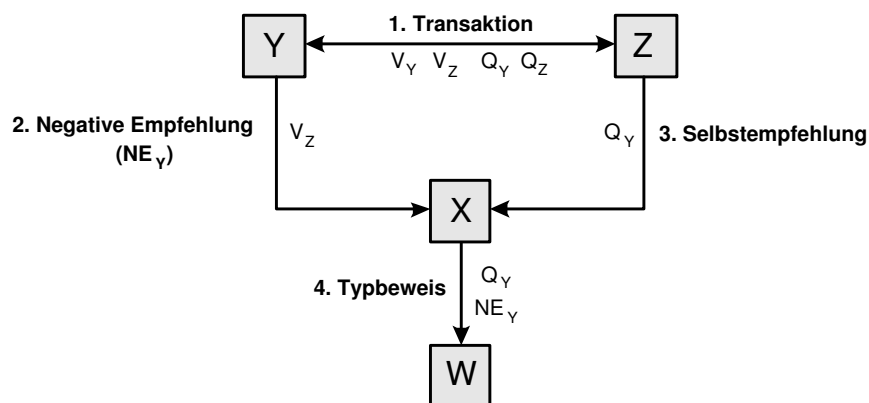 1. Transaktion
Y
Z
V_Y V_Z Q_Y Q_Z
2. Negative Empfehlung
(NE_Y)
V_Z
Q_Y
3. Selbstempfehlung
X
4. Typbeweis
Q_Y
NE_Y
W